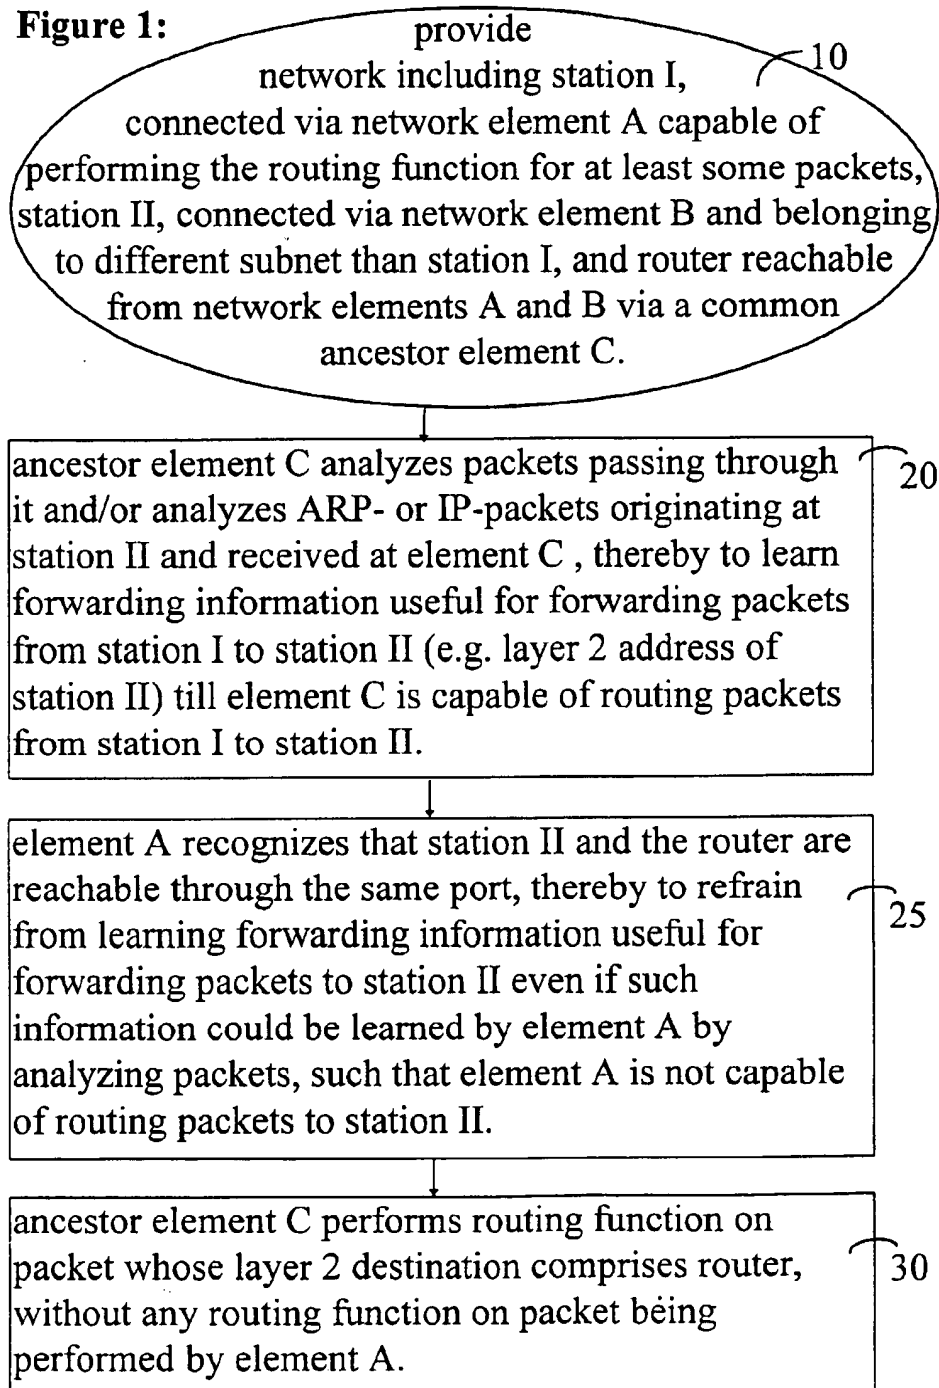 Figure 1:
provide
10
network including station I,
connected via network element A capable of
performing the routing function for at least some packets,
station II, connected via network element B and belonging
to different subnet than station I, and router reachable
from network elements A and B via a common
ancestor element C.
ancestor element C analyzes packets passing through
20
it and/or analyzes ARP- or IP-packets originating at
station II and received at element C , thereby to learn
forwarding information useful for forwarding packets
from station I to station II (e.g. layer 2 address of
station II) till element C is capable of routing packets
from station I to station II.
element A recognizes that station II and the router are
reachable through the same port, thereby to refrain
25
from learning forwarding information useful for
forwarding packets to station II even if such
information could be learned by element A by
analyzing packets, such that element A is not capable
of routing packets to station II.
ancestor element C performs routing function on
packet whose layer 2 destination comprises router,
30
without any routing function on packet being
performed by element A.